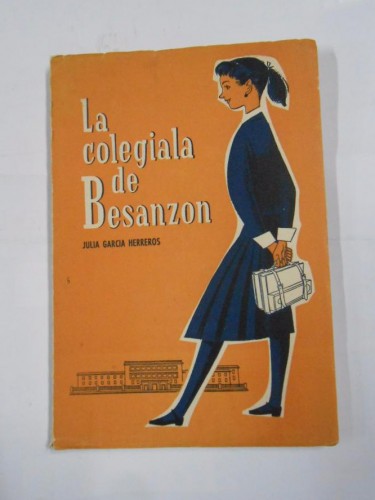 La
colegiala
de
Besanzon
JULIA GARCIA HERREROS